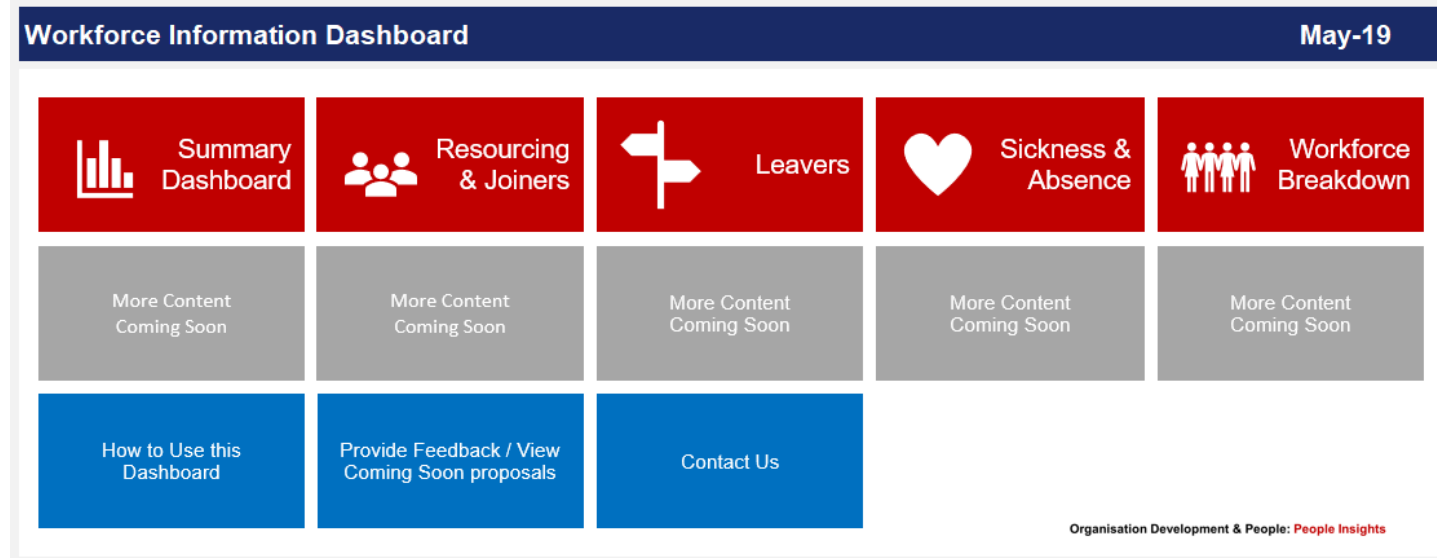 Workforce Information Dashboard
May-19
Summary
Dashboard
Resourcing
& Joiners
Leavers
Sickness &
Absence
Workforce
Breakdown
More Content
Coming Soon
More Content
Coming Soon
More Content
Coming Soon
More Content
Coming Soon
More Content
Coming Soon
How to Use this
Dashboard
Provide Feedback / View
Coming Soon proposals
Contact Us
Organisation Development & People: People Insights